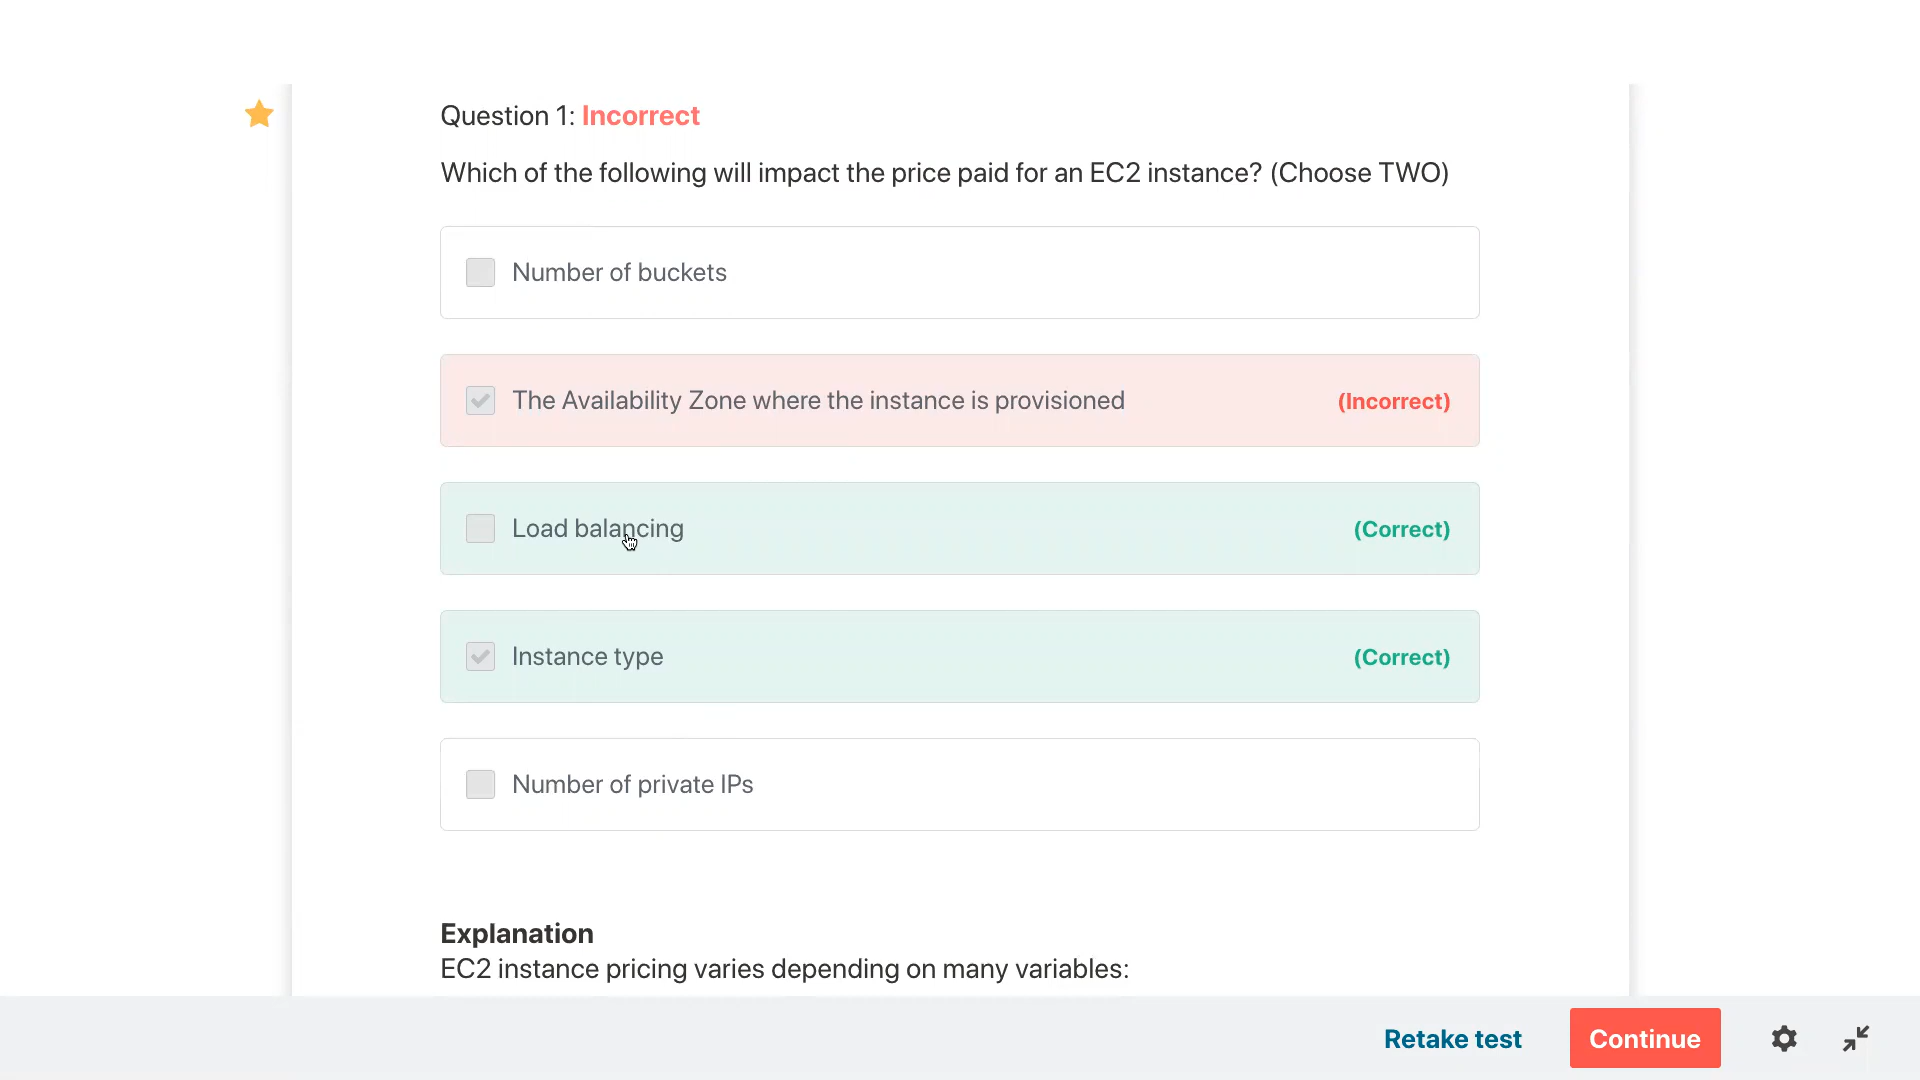 Question 1: Incorrect
Which of the following will impact the price paid for an EC2 instance? (Choose TWO)
Number of buckets
The Availability Zone where the instance is provisioned (Incorrect)
Load balancing (Correct)
Instance type (Correct)
Number of private IPs
Explanation
EC2 instance pricing varies depending on many variables:
Retake test Continue